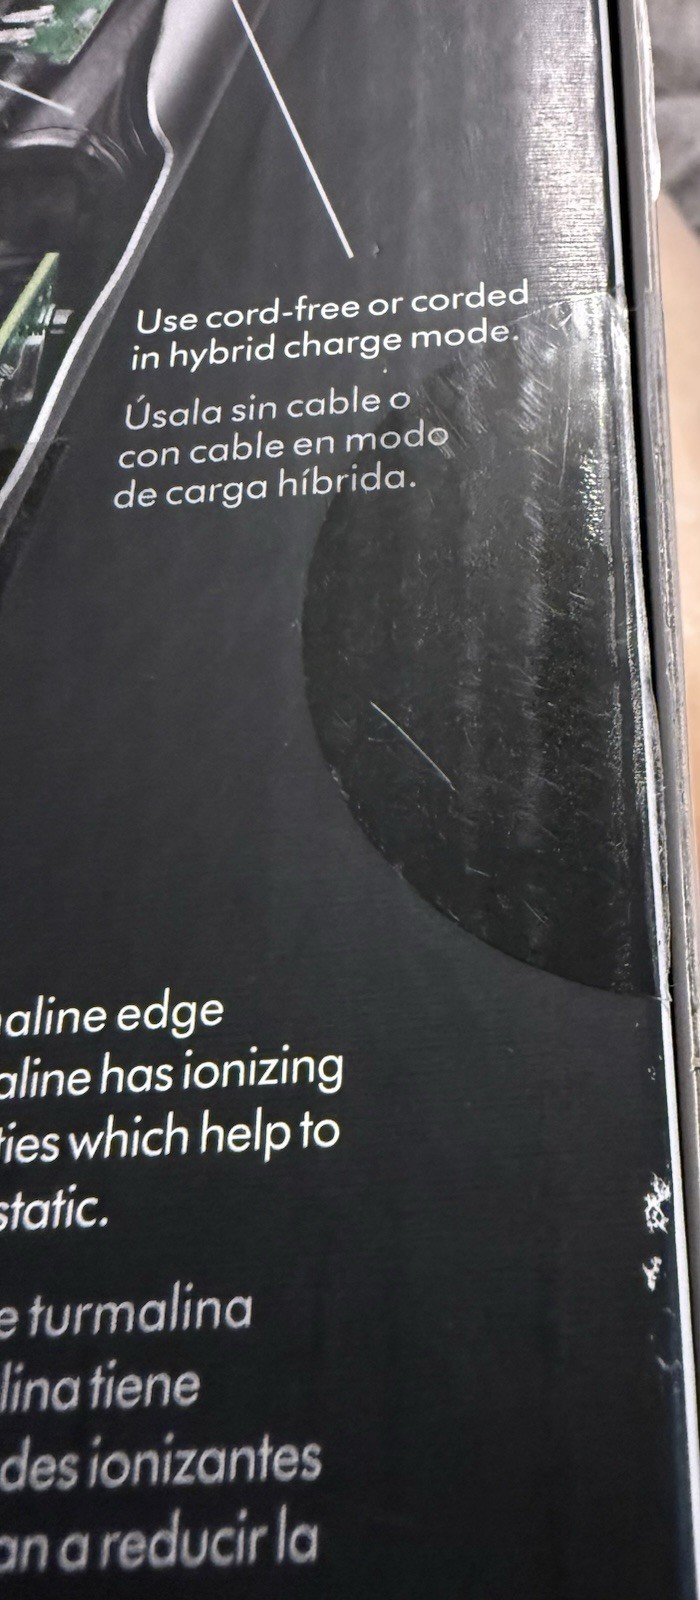 Use cord-free or corded
in hybrid charge mode.
Úsala sin cable o
con cable en modo
de carga híbrida.
aline edge
aline has ionizing
ties which help to
static.
e turmalina
lina tiene
des ionizantes
an a reducir la